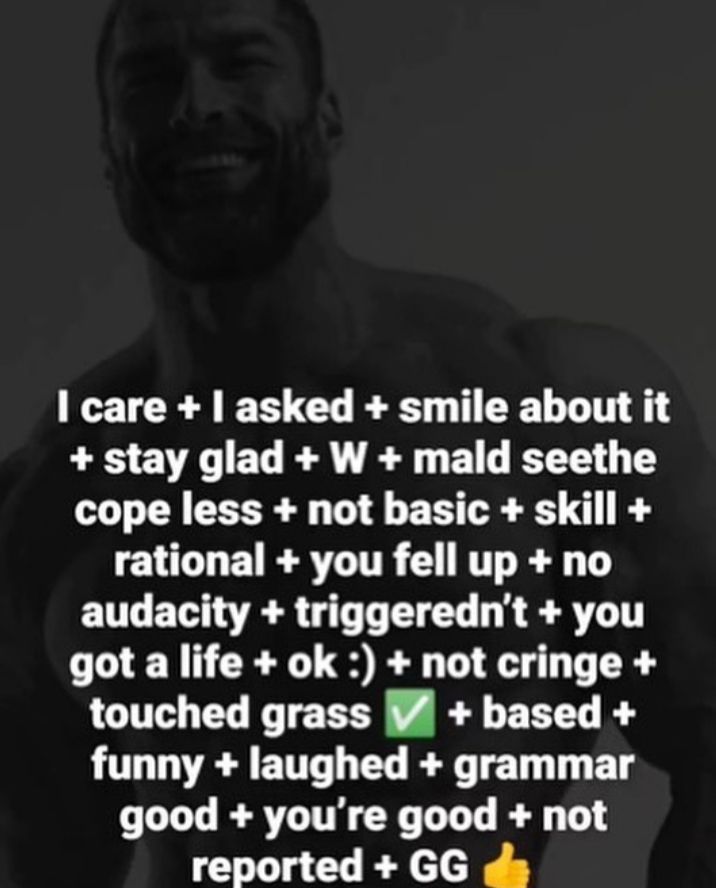 I care + I asked + smile about it
+ stay glad + W + mald seethe
cope less + not basic + skill +
rational + you fell up + no
audacity + triggeredn't + you
got a life + ok :) + not cringe +
touched grass ✅ + based +
funny + laughed + grammar
good + you're good + not
reported + GG 👍